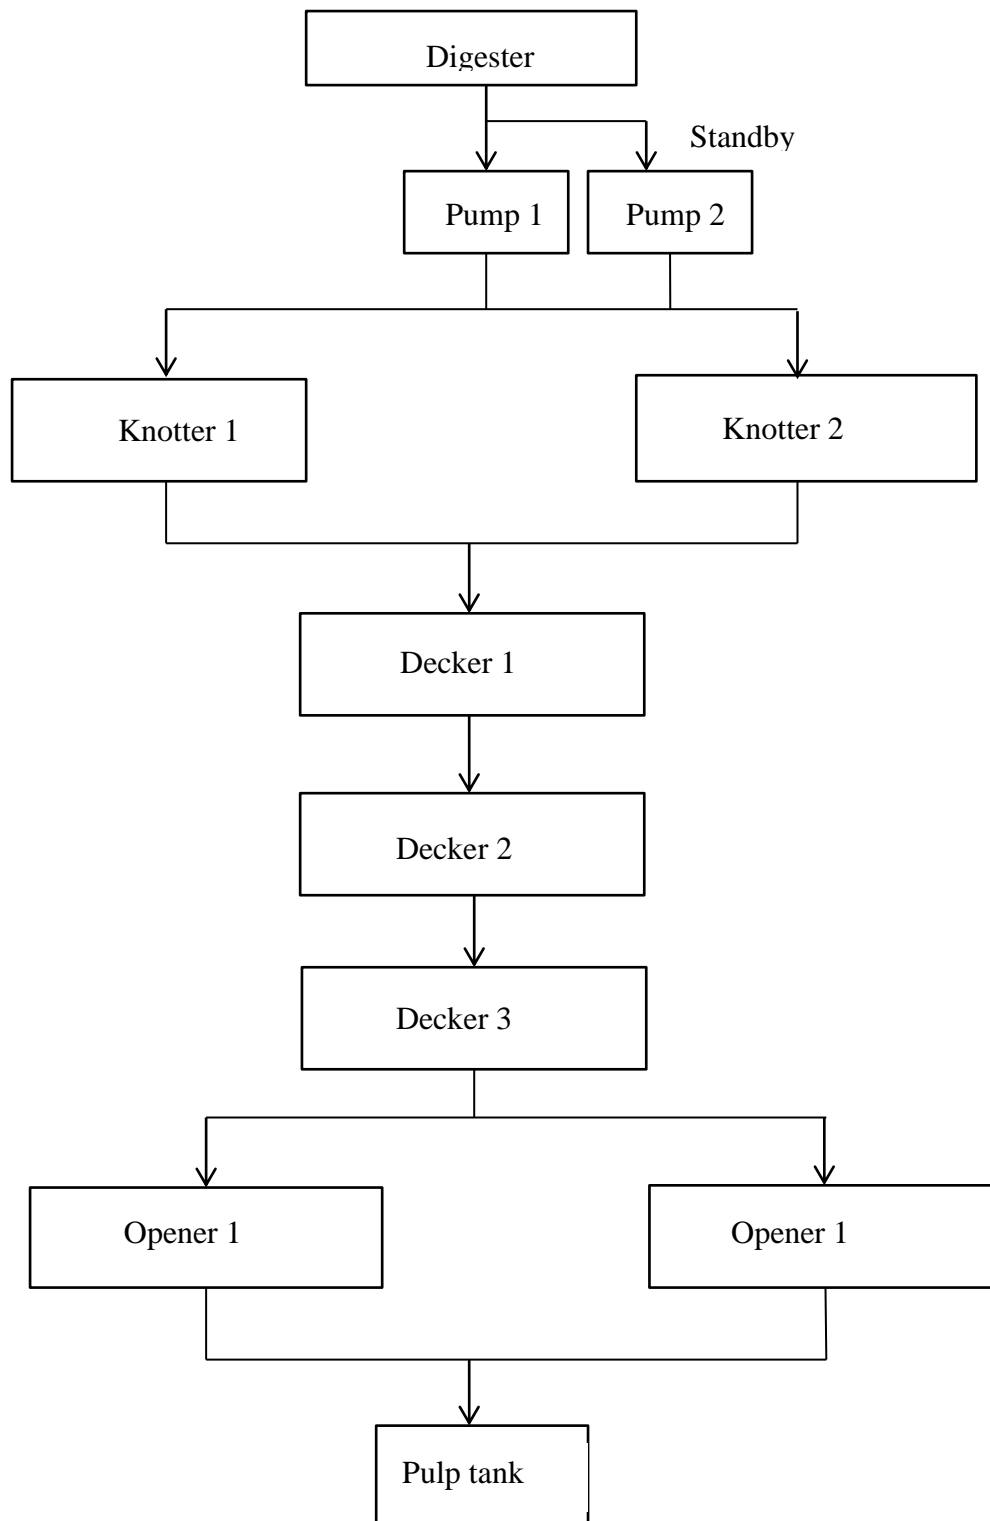 Digester
Standby
Pump 1
Pump 2
Knotter 1
Knotter 2
Decker 1
Decker 2
Decker 3
Opener 1
Opener 1
Pulp tank